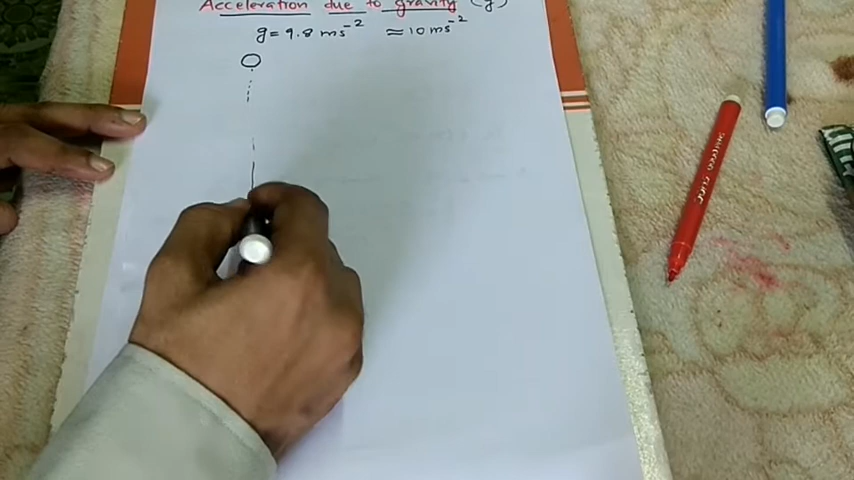 Acceleration due to gravity (g)
g = 9.8 ms⁻² ≈ 10 ms⁻²